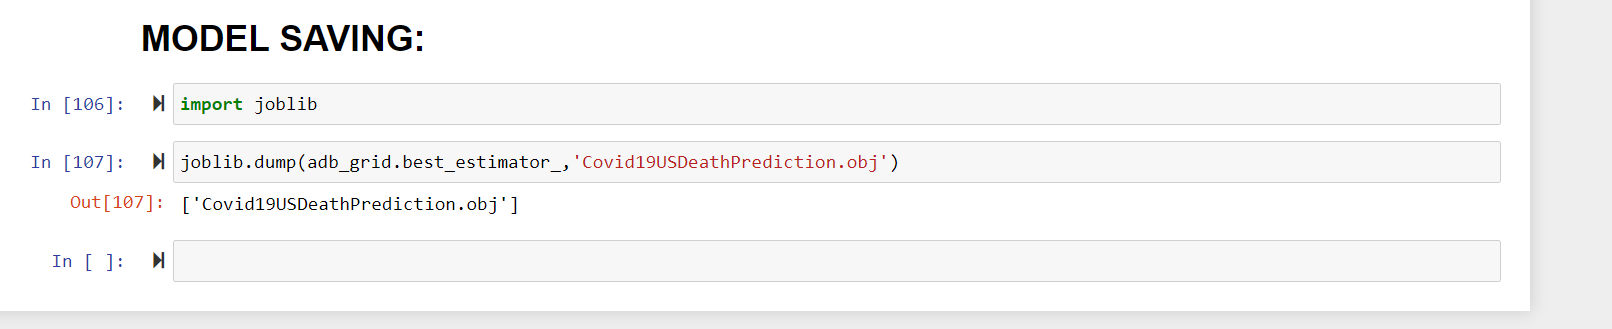 MODEL SAVING:
In [106]: import joblib
In [107]: joblib.dump(adb_grid.best_estimator_,'Covid19USDeathPrediction.obj')
Out[107]: ['Covid19USDeathPrediction.obj']
In [ ]: